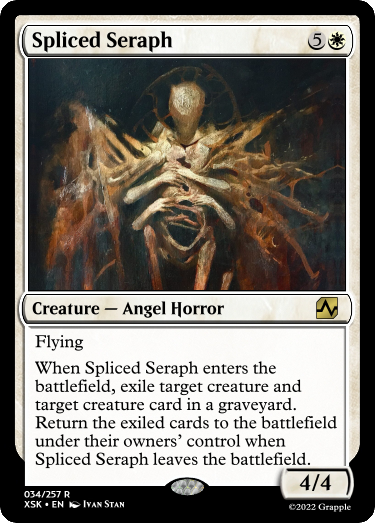 Spliced Seraph 5
Creature — Angel Horror
Flying
When Spliced Seraph enters the
battlefield, exile target creature and
target creature card in a graveyard.
Return the exiled cards to the battlefield
under their owners' control when
Spliced Seraph leaves the battlefield.
4/4
034/257 R
XSK • EN Ivan Stan
©2022 Grapple